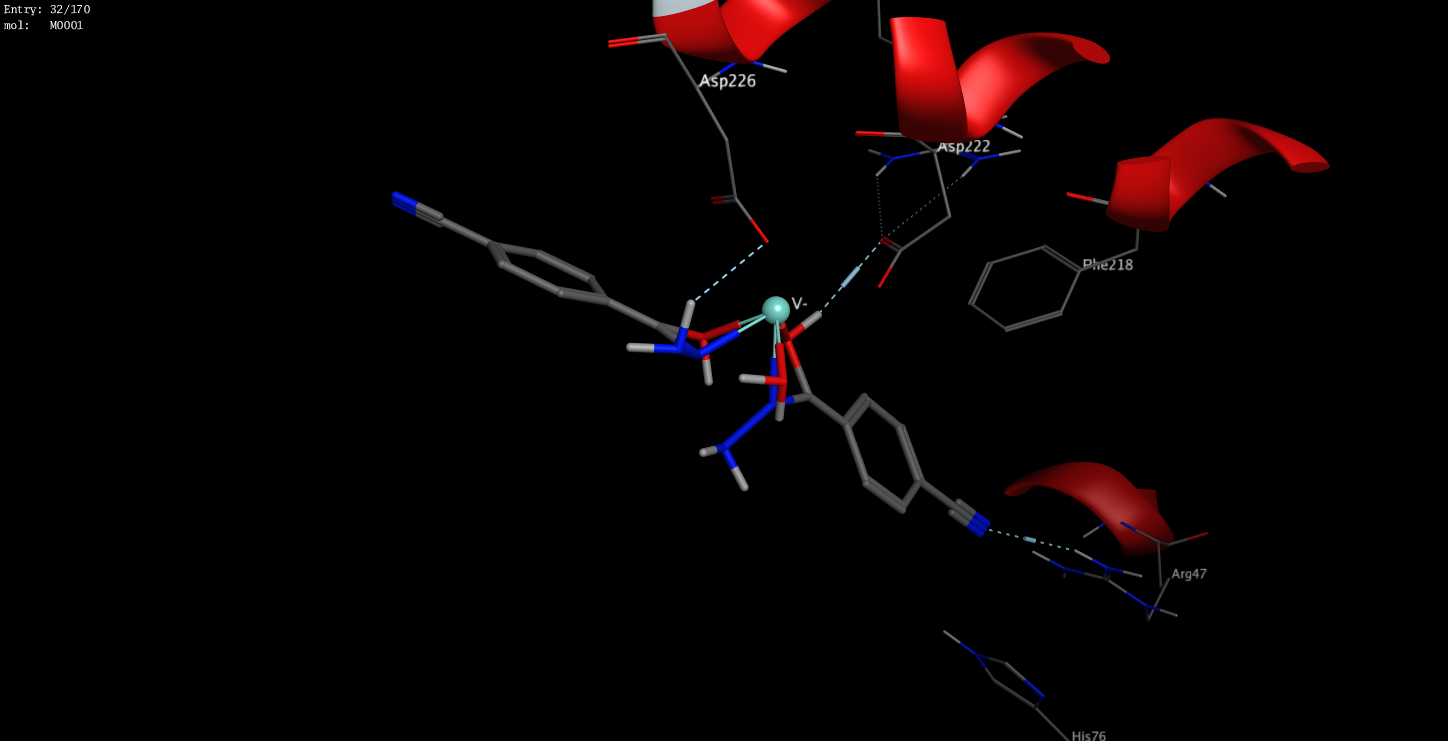 Entry: 32/170
mol: M0001
Asp226
Asp222
Phe218
V-
Arg47
His76